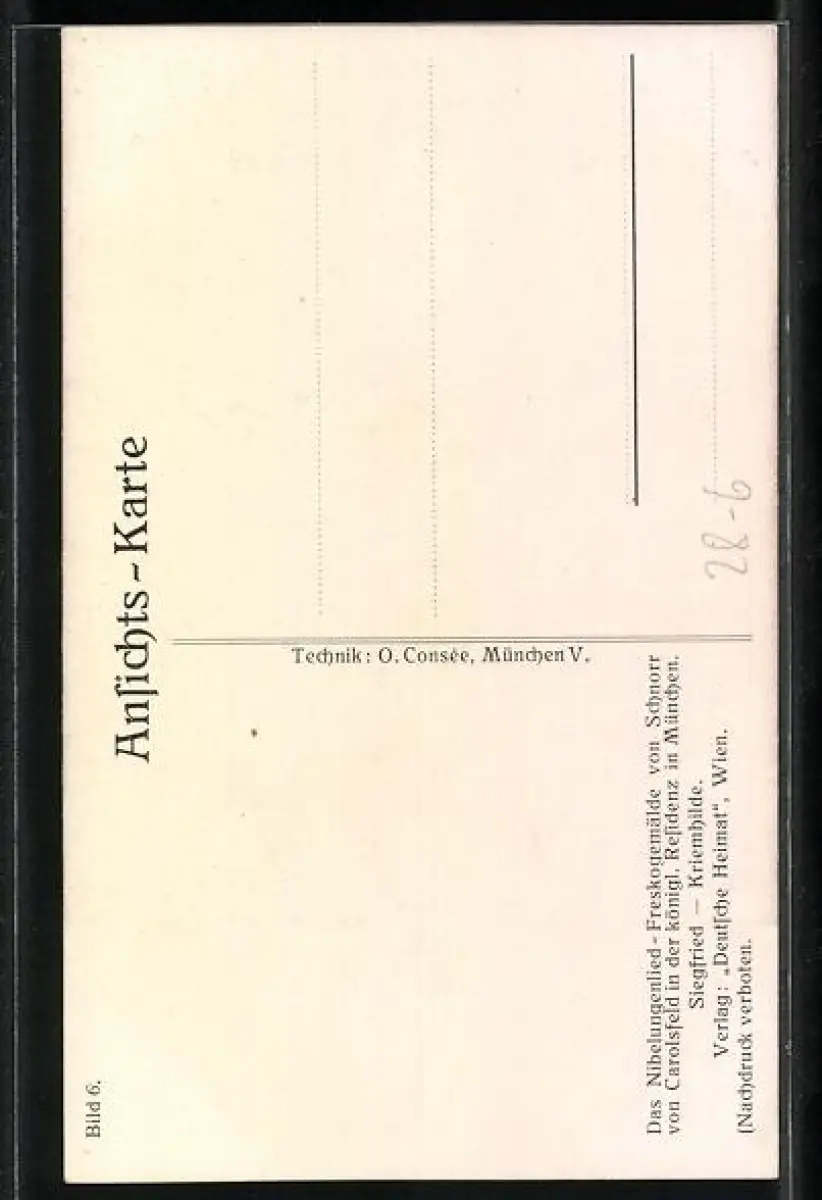 Bild 6.
Anſichts-Karte
Technik: O. Consée, München V.
Das Nibelungenlied-Freskogemälde von Schnorr
von Carolsfeld in der königl. Reſidenz in München.
Siegfried — Kriemhilde.
Verlag: „Deutſche Heimat“, Wien.
(Nachdruck verboten.
28-6